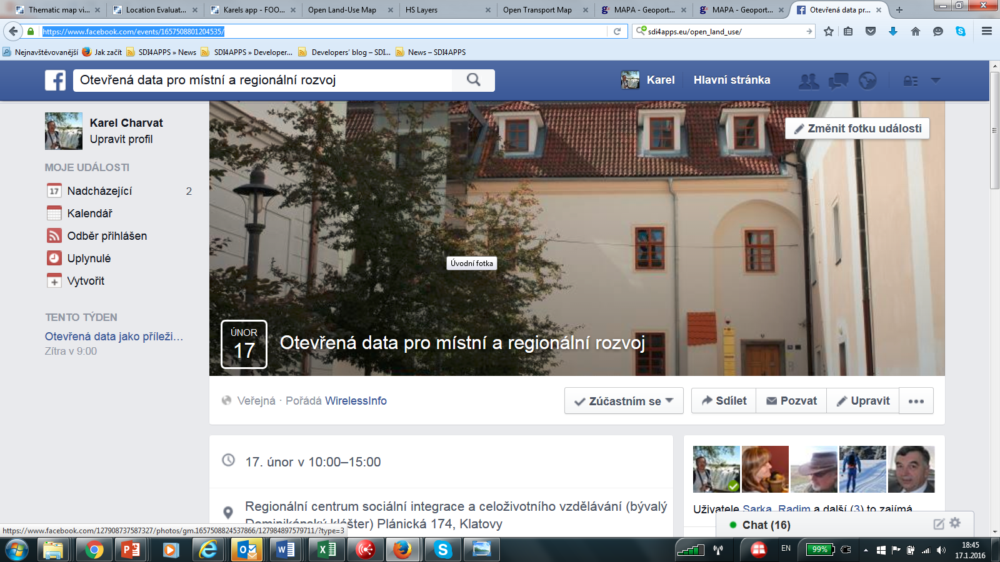 Thematic map vi...
Location Evaluat...
Karels app - FOO...
Open Land-Use Map
HS Layers
Open Transport Map
MAPA - Geoport...
MAPA - Geoport...
Otevřená data pr...
https://www.facebook.com/events/1657508801204535/
sdi4apps.eu/open_land_use/
Nejnavštěvovanější
Jak začít
SDI4APPS » News
SDI4APPS » Developer...
Developers' blog – SDI...
News – SDI4APPS
Otevřená data pro místní a regionální rozvoj
Karel
Hlavní stránka
Karel Charvat
Upravit profil
MOJE UDÁLOSTI
17 Nadcházející 2
Kalendář
Odběr přihlášen
Uplynulé
Vytvořit
TENTO TÝDEN
Otevřená data jako příleži...
Zítra v 9:00
Změnit fotku události
Úvodní fotka
ÚNOR
17
Otevřená data pro místní a regionální rozvoj
Veřejná · Pořádá WirelessInfo
Zúčastním se
Sdílet
Pozvat
Upravit
17. únor v 10:00–15:00
Regionální centrum sociální integrace a celoživotního vzdělávání (bývalý
Dominikánský klášter) Plánická 174, Klatovy
Uživatele Sarka, Radim a další (3) to zajímá
Chat (16)
https://www.facebook.com/127908737587327/photos/gm.1657508824537866/127984897579711/?type=3
EN
99%
18:45
17.1.2016